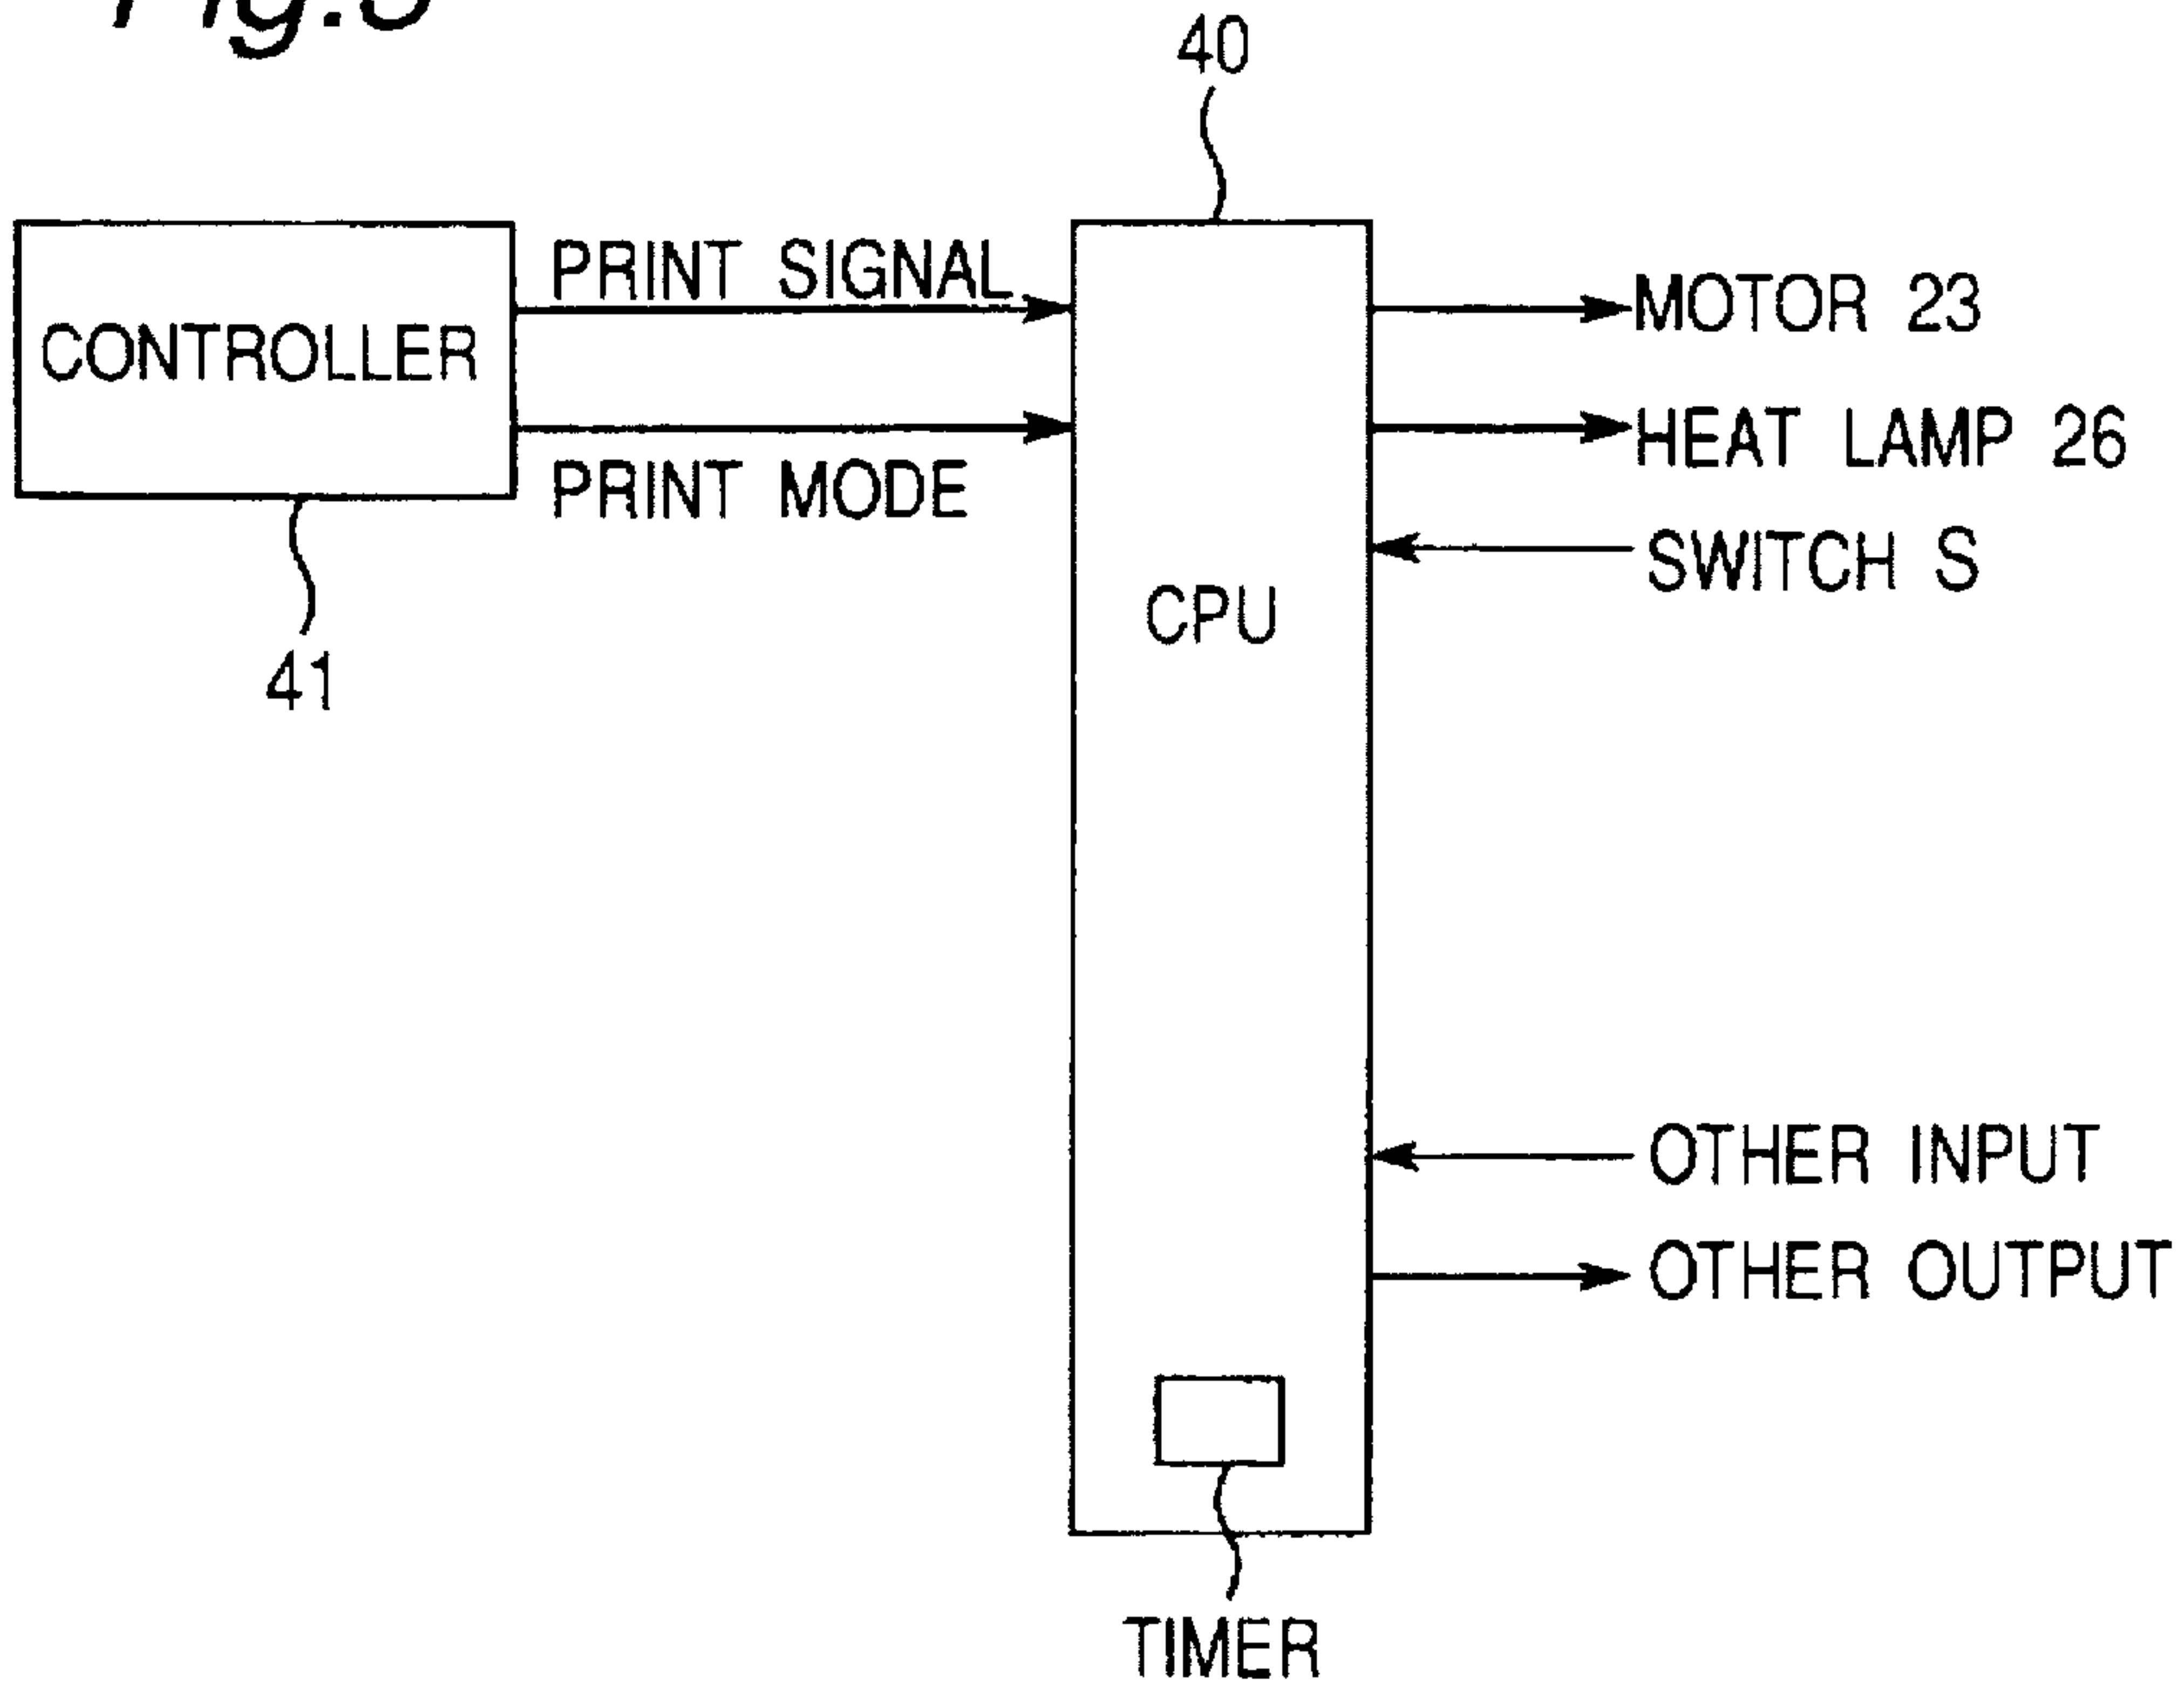 40
CONTROLLER
PRINT SIGNAL
PRINT MODE
41
CPU
MOTOR 23
HEAT LAMP 26
SWITCH S
OTHER INPUT
OTHER OUTPUT
TIMER